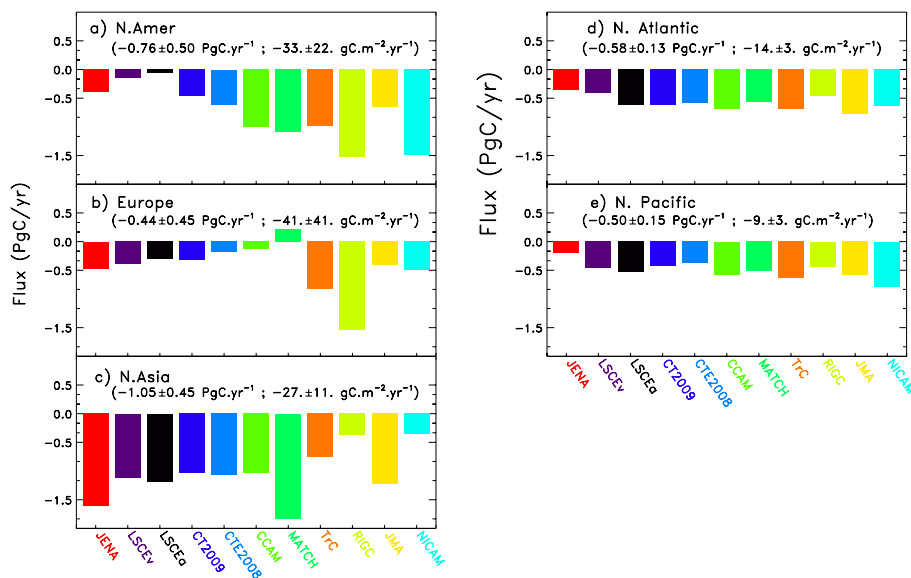 a) N.Amer
(−0.76±0.50 PgC.yr⁻¹ ; −33.±22. gC.m⁻².yr⁻¹)
0.5
0.0
−0.5
−1.5
b) Europe
(−0.44±0.45 PgC.yr⁻¹ ; −41.±41. gC.m⁻².yr⁻¹)
0.5
0.0
−0.5
−1.5
Flux (PgC/yr)
c) N.Asia
(−1.05±0.45 PgC.yr⁻¹ ; −27.±11. gC.m⁻².yr⁻¹)
0.5
0.0
−0.5
−1.5
JENA LSCEv LSCEa CT2009 CTE2008 CCAM MATCH TrC RIGC JMA NICAM
d) N. Atlantic
(−0.58±0.13 PgC.yr⁻¹ ; −14.±3. gC.m⁻².yr⁻¹)
0.5
0.0
−0.5
−1.5
Flux (PgC/yr)
e) N. Pacific
(−0.50±0.15 PgC.yr⁻¹ ; −9.±3. gC.m⁻².yr⁻¹)
0.5
0.0
−0.5
−1.5
JENA LSCEv LSCEa CT2009 CTE2008 CCAM MATCH TrC RIGC JMA NICAM